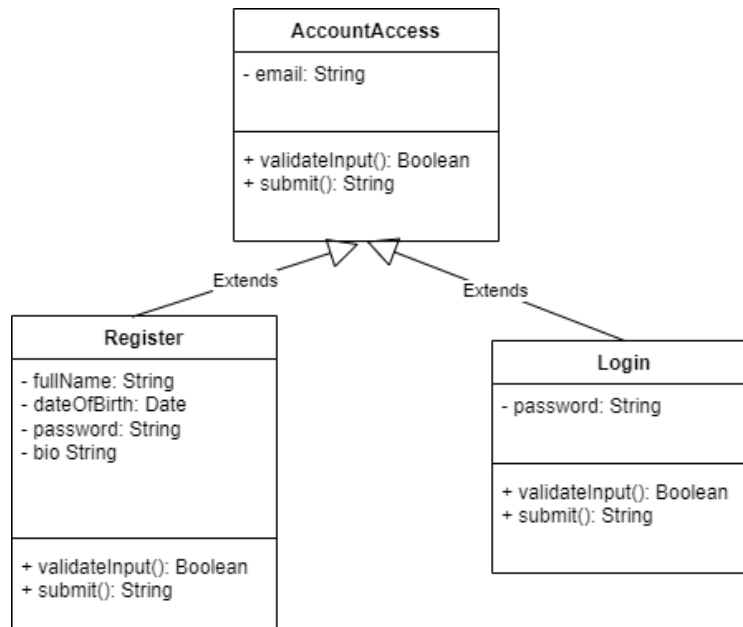 AccountAccess
- email: String
+ validateInput(): Boolean
+ submit(): String
Extends
Extends
Register
- fullName: String
- dateOfBirth: Date
- password: String
- bio String
+ validateInput(): Boolean
+ submit(): String
Login
- password: String
+ validateInput(): Boolean
+ submit(): String